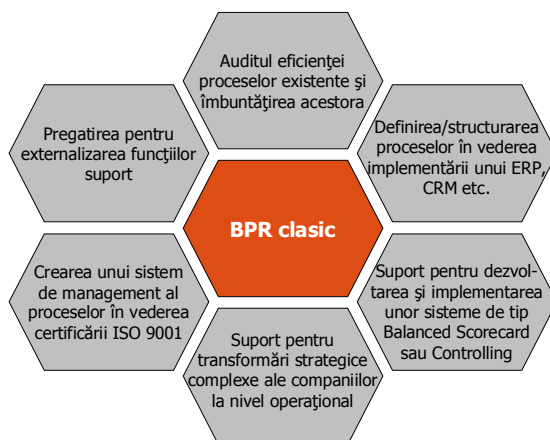 Auditul eficienţei
proceselor existente şi
îmbuntăţirea acestora
Pregatirea pentru
externalizarea funcţiilor
suport
Definirea/structurarea
proceselor în vederea
implementării unui ERP,
CRM etc.
BPR clasic
Crearea unui sistem
de management al
proceselor în vederea
certificării ISO 9001
Suport pentru dezvol-
tarea şi implementarea
unor sisteme de tip
Balanced Scorecard
sau Controlling
Suport pentru
transformări strategice
complexe ale companiilor
la nivel operaţional